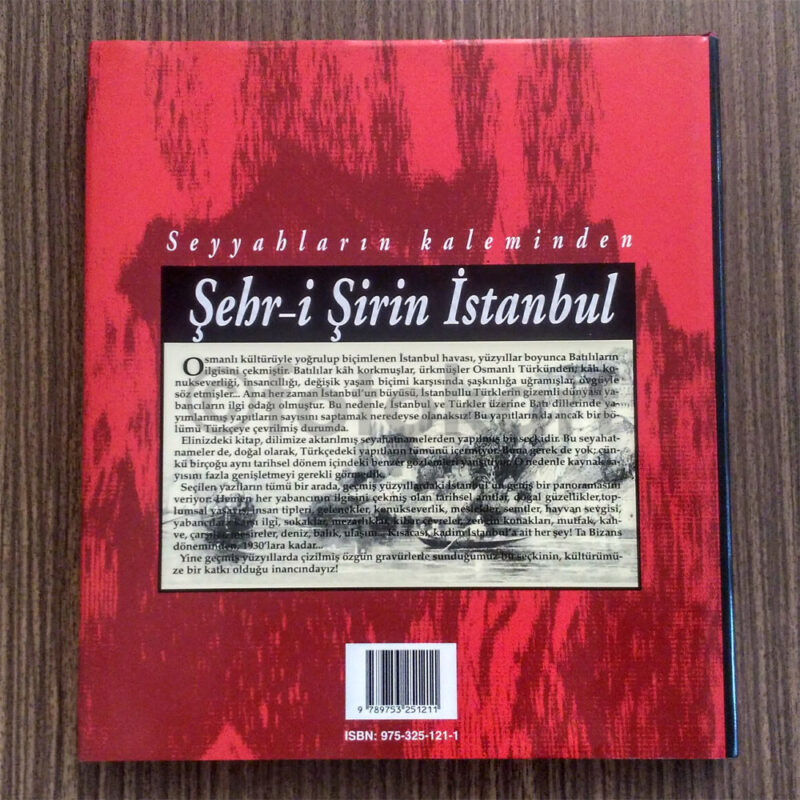 Seyyahların kaleminden
Şehr-i Şirin İstanbul
Osmanlı kültürüyle yoğrulup biçimlenen İstanbul havası, yüzyıllar boyunca Batılıların
ilgisini çekmiştir. Batılılar kâh korkmuşlar, ürkmüşler Osmanlı Türkünden; kâh ko-
nukseverliği, insancıllığı, değişik yaşam biçimi karşısında şaşkınlığa uğramışlar, övgüyle
söz etmişler... Ama her zaman İstanbul'un büyüsü, İstanbullu Türklerin gizemli dünyası ya-
bancıların ilgi odağı olmuştur. Bu nedenle, İstanbul ve Türkler üzerine Batı dillerinde ya-
yımlanmış yapıtların sayısını saptamak neredeyse olanaksız! Bu yapıtların da ancak bir bö-
lümü Türkçeye çevrilmiş durumda.
Elinizdeki kitap, dilimize aktarılmış seyahatnamelerden yapılmış bir seçkidir. Bu seyahat-
nameler de, doğal olarak, Türkçedeki yapıtların tümünü içermiyor. Buna gerek de yok; çün-
kü birçoğu aynı tarihsel dönem içindeki benzer gözlemleri yansıtıyor. O nedenle kaynak sa-
yısını fazla genişletmeyi gerekli görmedik.
Seçilen yazıların tümü bir arada, geçmiş yüzyıllardaki İstanbul'un geniş bir panoramasını
veriyor. Hemen her yabancının ilgisini çekmiş olan tarihsel anıtlar, doğal güzellikler, top-
lumsal yaşayış, insan tipleri, gelenekler, konukseverlik, meslekler, semtler, hayvan sevgisi,
yabancılara karşı ilgi, sokaklar, mezarlıklar, kibar çevreler, zengin konakları, mutfak, kah-
ve, çarşılar, mesireler, deniz, balık, ulaşım... Kısacası, kadim İstanbul'a ait her şey! Ta Bizans
döneminden, 1930'lara kadar...
Yine geçmiş yüzyıllarda çizilmiş özgün gravürlerle sunduğumuz bu seçkinin, kültürümü-
ze bir katkı olduğu inancındayız!
9 789753 251211
ISBN: 975-325-121-1